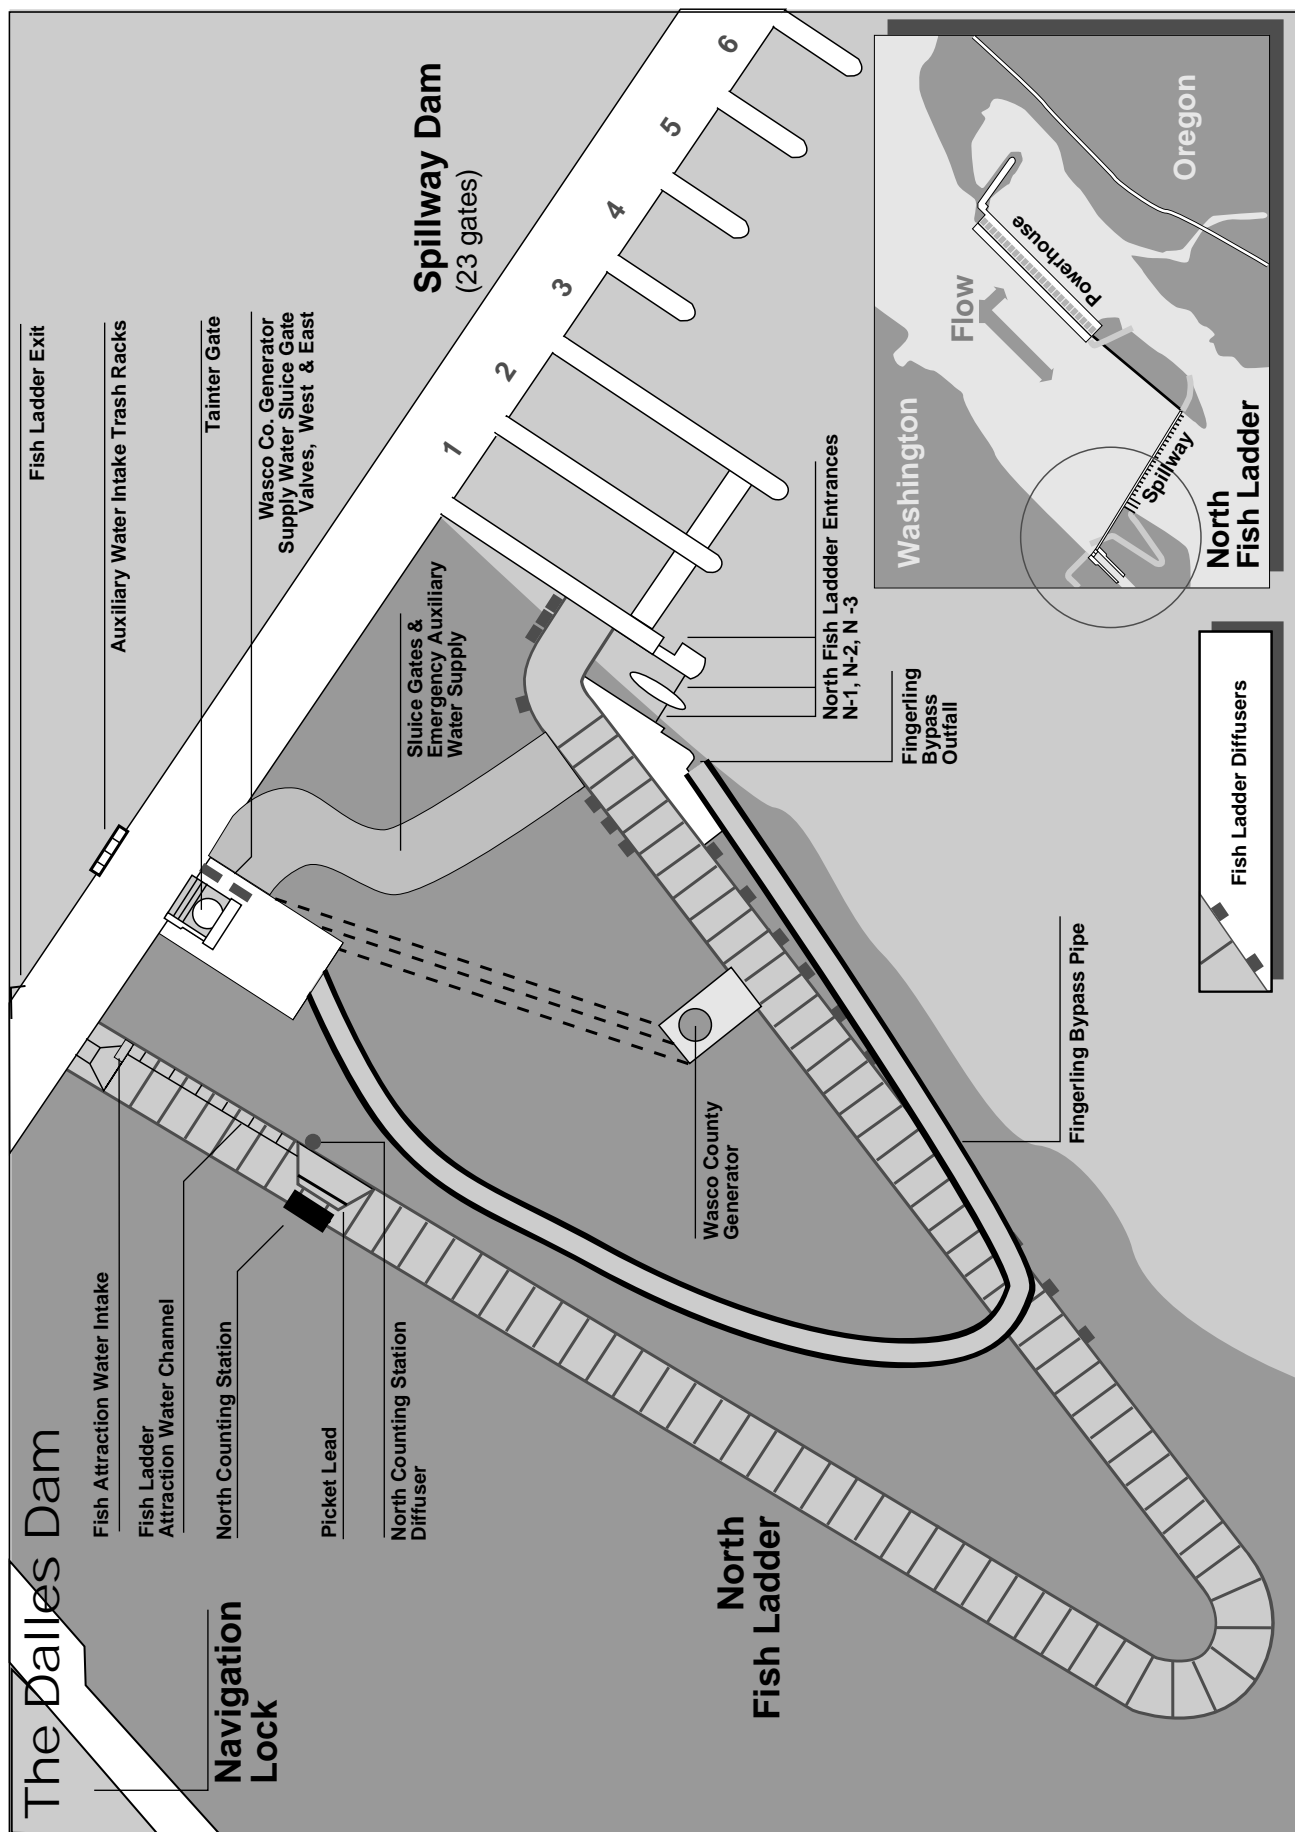 The Dalles Dam
Navigation
Lock
Fish Attraction Water Intake
Fish Ladder
Attraction Water Channel
North Counting Station
Picket Lead
North Counting Station
Diffuser
North
Fish Ladder
Fish Ladder Exit
Auxiliary Water Intake Trash Racks
Tainter Gate
Wasco Co. Generator
Supply Water Sluice Gate
Valves, West & East
Sluice Gates &
Emergency Auxiliary
Water Supply
Wasco County
Generator
Spillway Dam
(23 gates)
1
2
3
4
5
6
North Fish Laddder Entrances
N-1, N-2, N -3
Fingerling
Bypass
Outfall
Fingerling Bypass Pipe
Fish Ladder Diffusers
Washington
Flow
Powerhouse
Oregon
Spillway
North
Fish Ladder